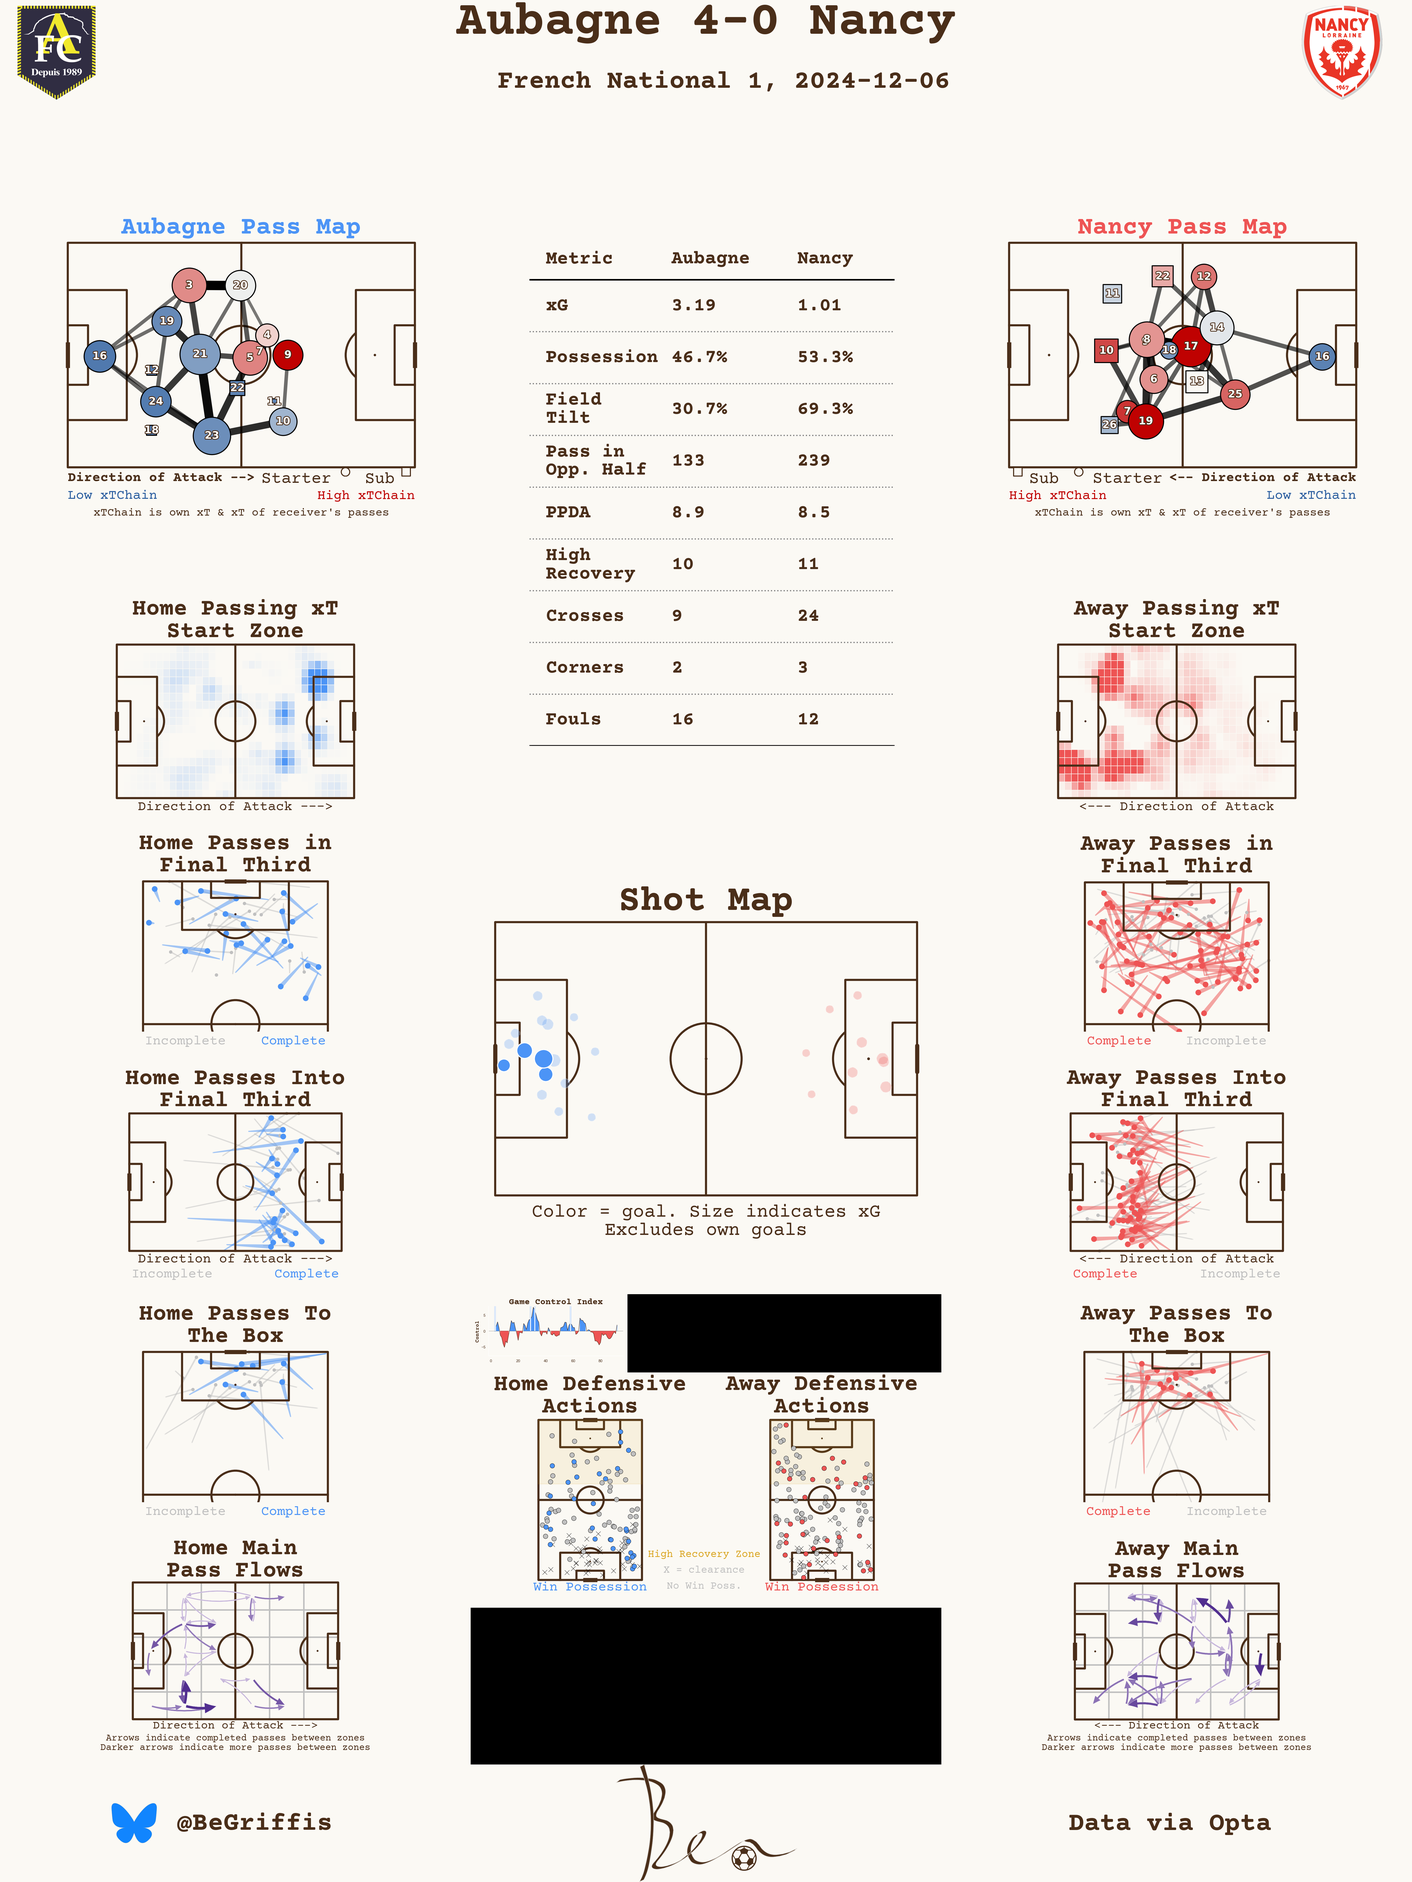 Aubagne 4-0 Nancy
French National 1, 2024-12-06
A
FC
Depuis 1989
NANCY
LORRAINE
1967
Aubagne Pass Map
3
20
19
4
16
21
5
7
9
12
22
24
11
10
18
23
Direction of Attack --> Starter Sub
Low xTChain High xTChain
xTChain is own xT & xT of receiver's passes
Metric Aubagne Nancy
xG 3.19 1.01
Possession 46.7% 53.3%
Field
Tilt 30.7% 69.3%
Pass in
Opp. Half 133 239
PPDA 8.9 8.5
High
Recovery 10 11
Crosses 9 24
Corners 2 3
Fouls 16 12
Nancy Pass Map
22
12
11
14
8
17
10
18
16
6
13
25
7
19
26
Sub Starter <-- Direction of Attack
High xTChain Low xTChain
xTChain is own xT & xT of receiver's passes
Home Passing xT
Start Zone
Direction of Attack --->
Away Passing xT
Start Zone
<--- Direction of Attack
Home Passes in
Final Third
Incomplete Complete
Away Passes in
Final Third
Complete Incomplete
Shot Map
Color = goal. Size indicates xG
Excludes own goals
Home Passes Into
Final Third
Direction of Attack --->
Incomplete Complete
Away Passes Into
Final Third
<--- Direction of Attack
Complete Incomplete
Game Control Index
Control
0 20 40 60 80
Home Passes To
The Box
Incomplete Complete
Away Passes To
The Box
Complete Incomplete
Home Defensive
Actions
Win Possession
Away Defensive
Actions
Win Possession
High Recovery Zone
X = clearance
No Win Poss.
Home Main
Pass Flows
Direction of Attack --->
Arrows indicate completed passes between zones
Darker arrows indicate more passes between zones
Away Main
Pass Flows
<--- Direction of Attack
Arrows indicate completed passes between zones
Darker arrows indicate more passes between zones
@BeGriffis
Ben
Data via Opta